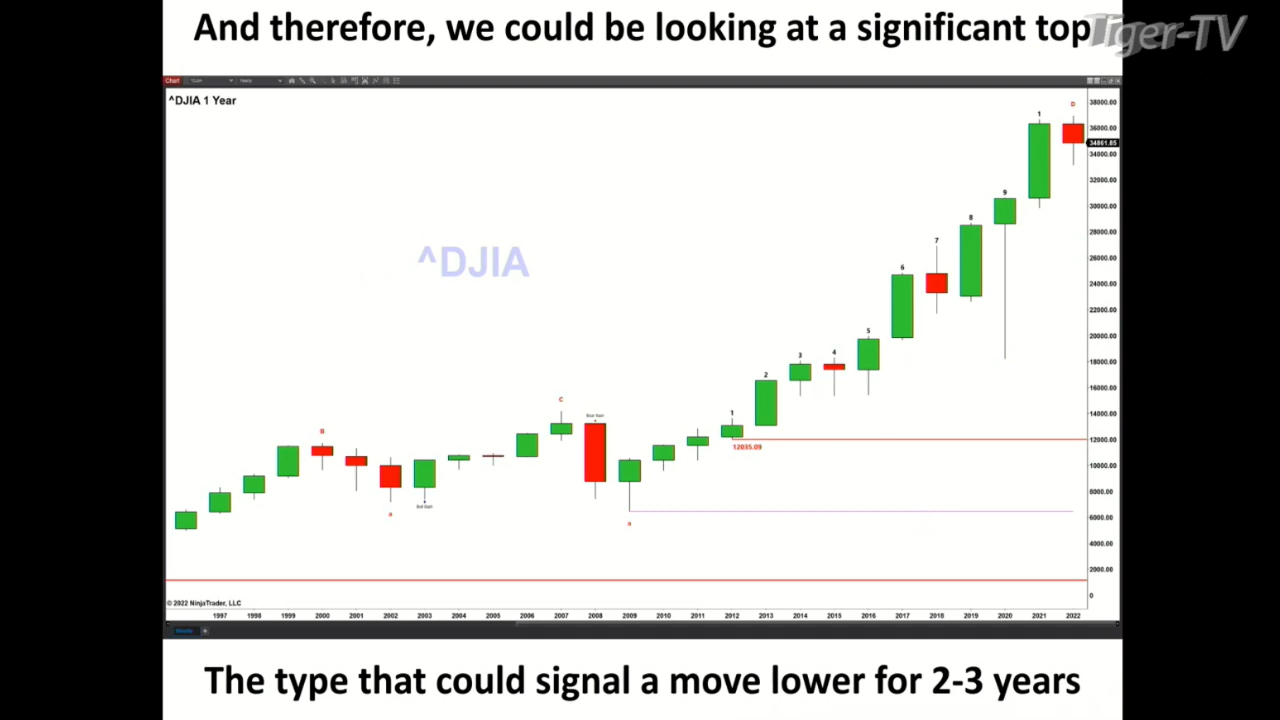 And therefore, we could be looking at a significant top
Tiger-TV
Chart
^DJIA 1 Year
D
38000.00
1
36000.00
34861.85
34000.00
32000.00
9
30000.00
8
28000.00
7
^DJIA
26000.00
6
24000.00
22000.00
5
20000.00
3
4
18000.00
2
16000.00
C
1
14000.00
B
Bear Gain
12035.09
12000.00
10000.00
a
8000.00
a
6000.00
4000.00
2000.00
0
© 2022 NinjaTrader, LLC
1997 1998 1999 2000 2001 2002 2003 2004 2005 2006 2007 2008 2009 2010 2011 2012 2013 2014 2015 2016 2017 2018 2019 2020 2021 2022
The type that could signal a move lower for 2-3 years